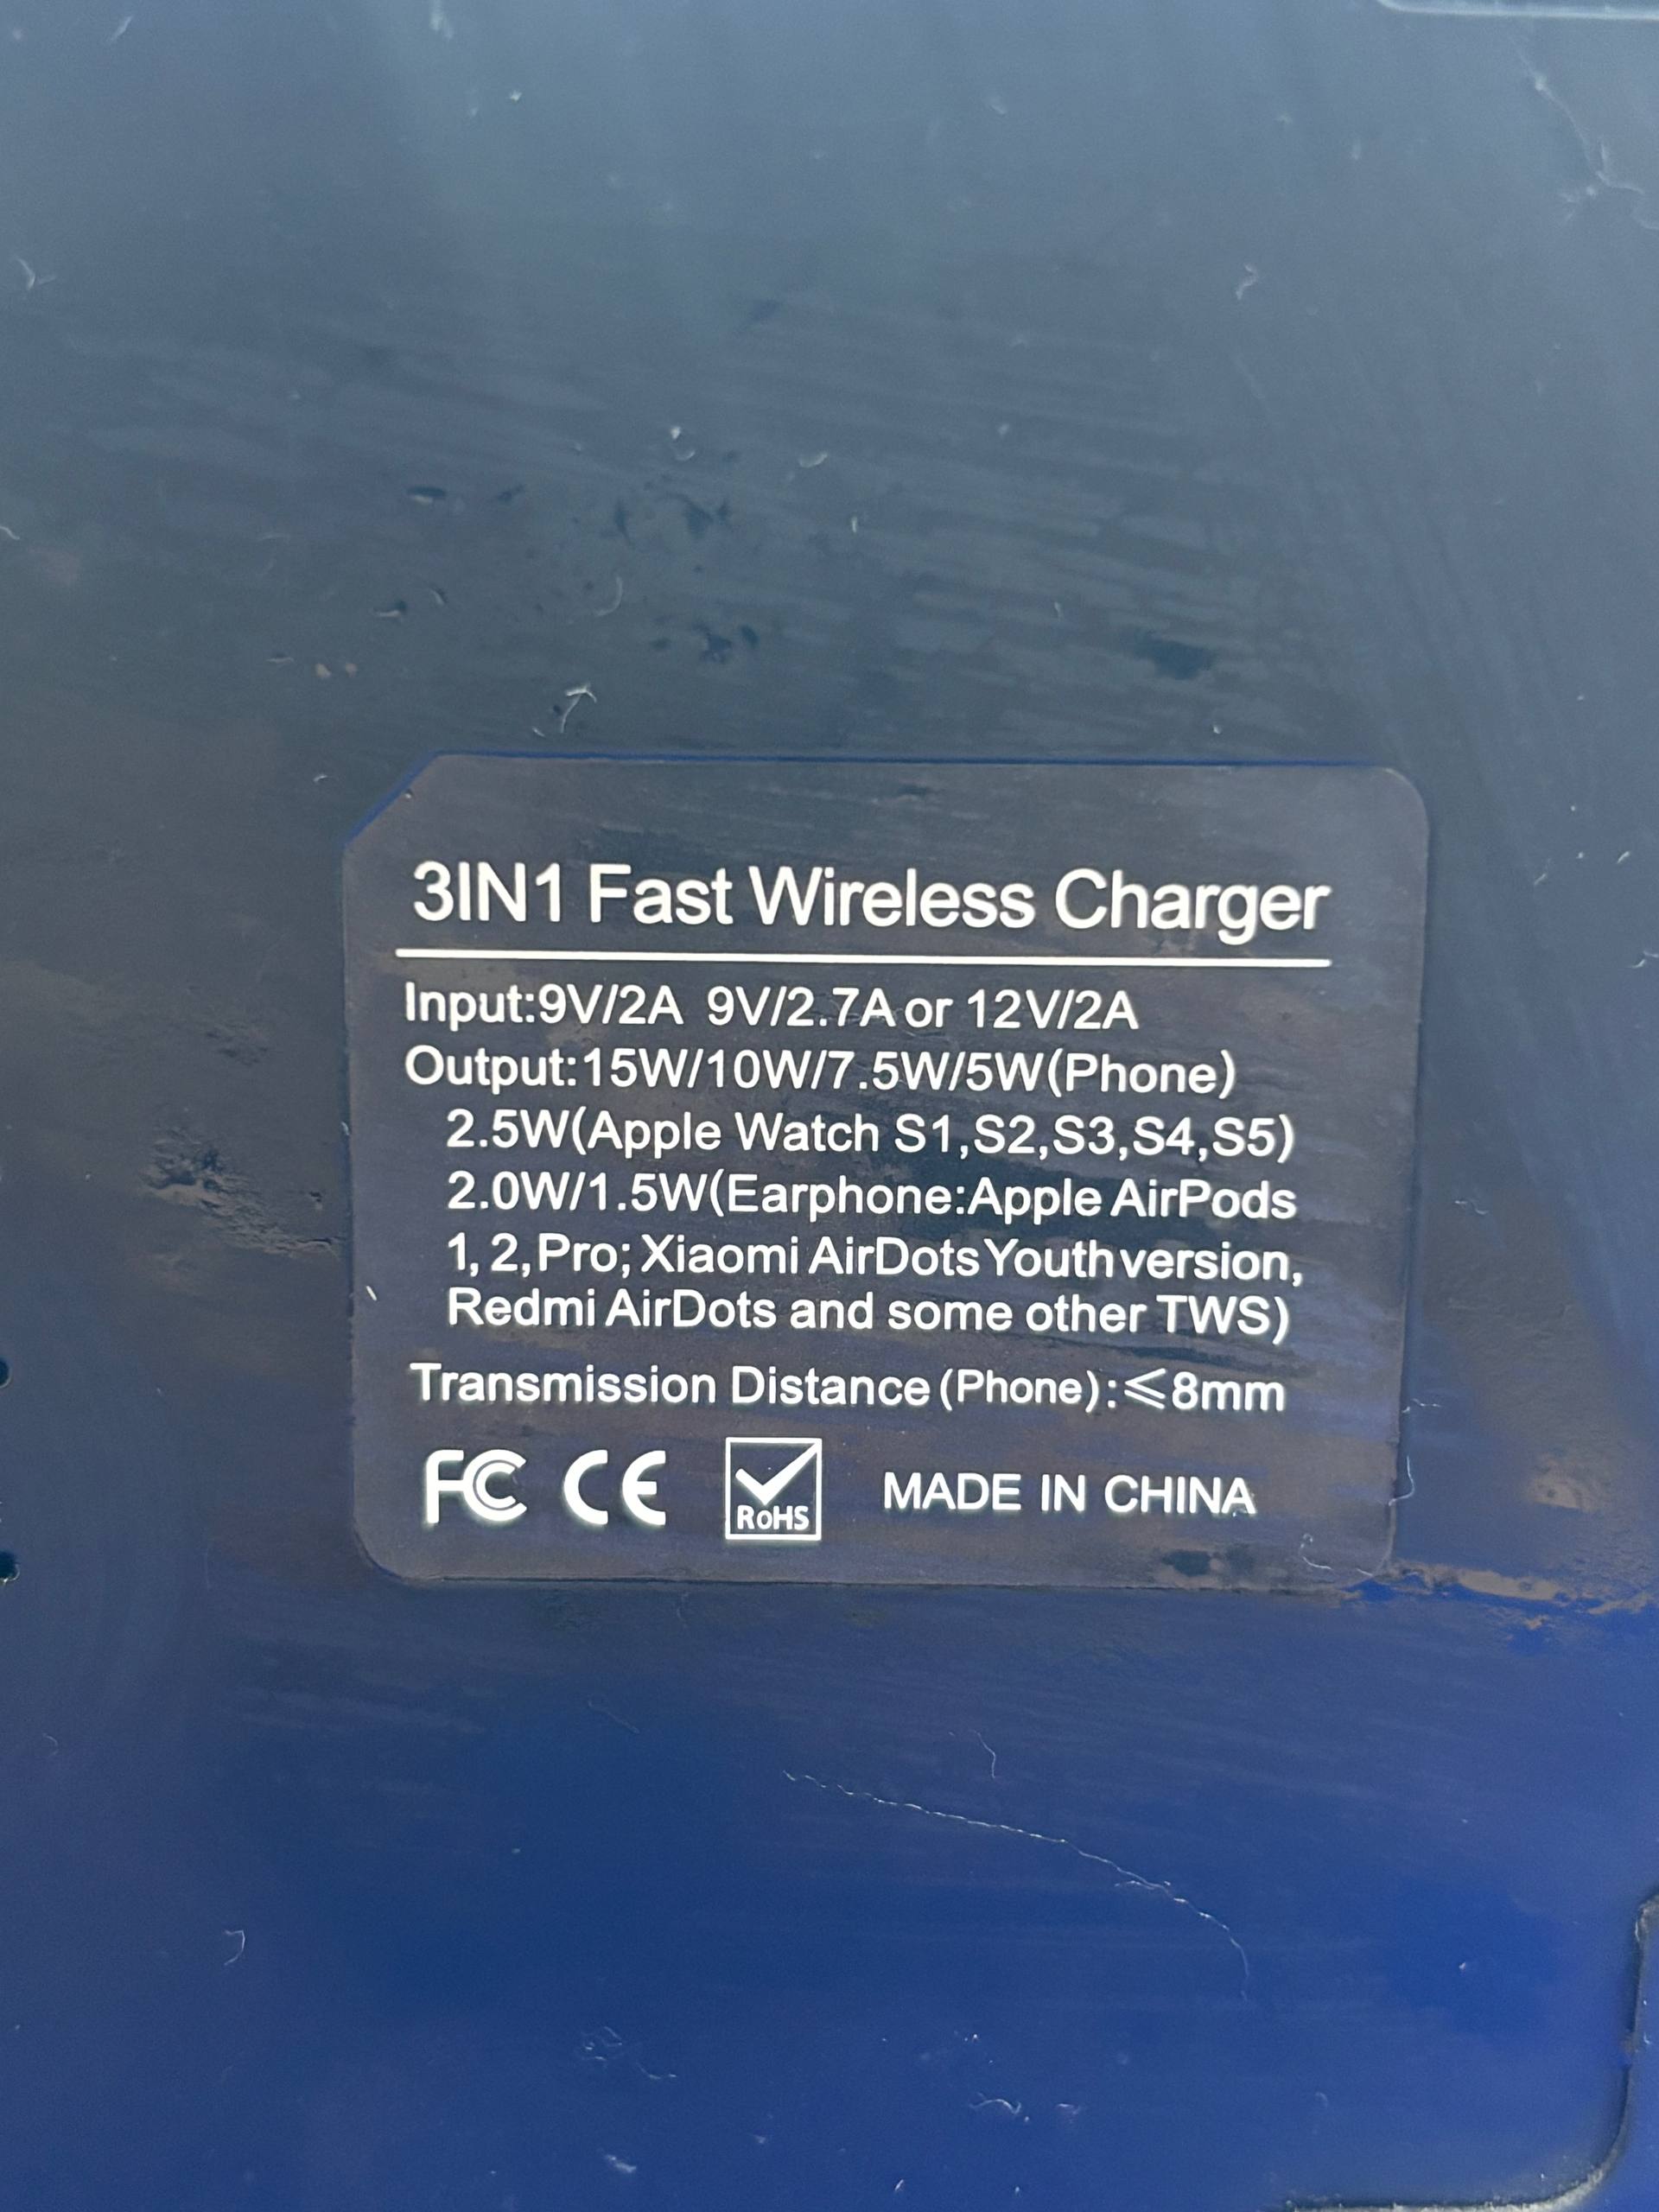 3IN1 Fast Wireless Charger
Input:9V/2A 9V/2.7A or 12V/2A
Output:15W/10W/7.5W/5W(Phone)
2.5W(Apple Watch S1,S2,S3,S4,S5)
2.0W/1.5W(Earphone:Apple AirPods
1, 2, Pro; Xiaomi AirDots Youth version,
Redmi AirDots and some other TWS)
Transmission Distance (Phone):≤8mm
FC CE RoHS MADE IN CHINA